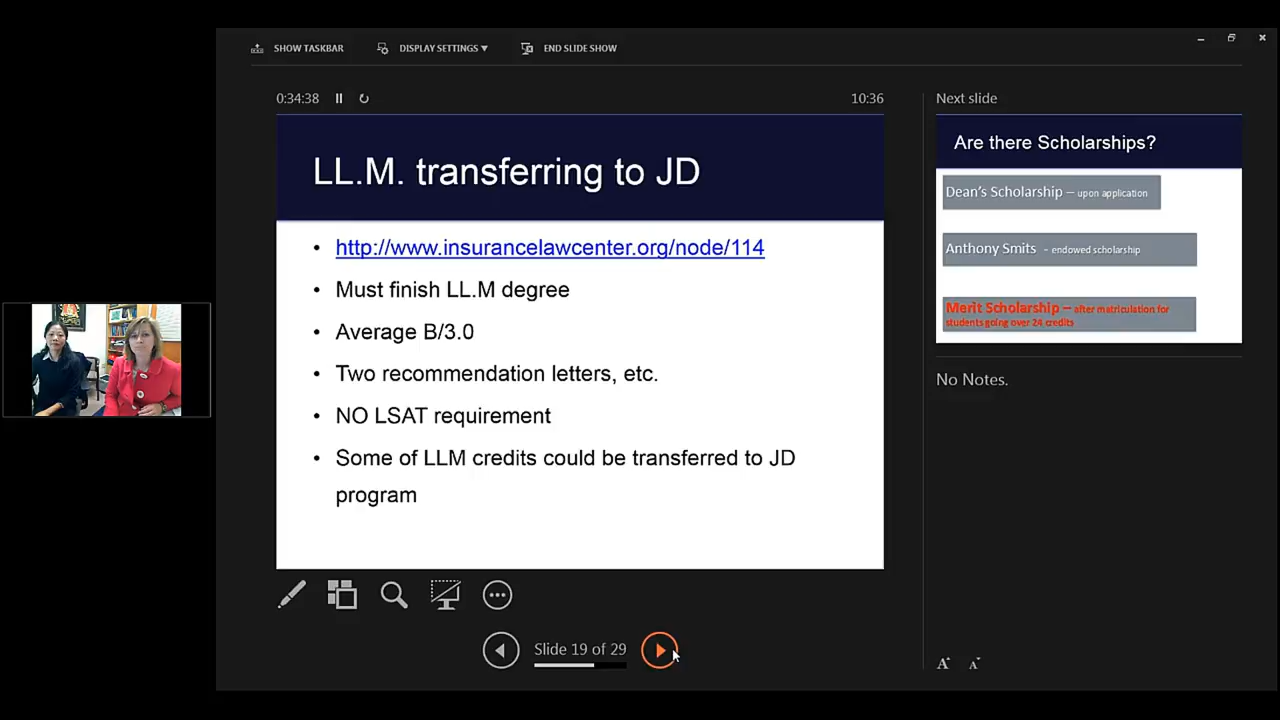 SHOW TASKBAR
DISPLAY SETTINGS ▼
END SLIDE SHOW
0:34:38
10:36
LL.M. transferring to JD
• http://www.insurancelawcenter.org/node/114
• Must finish LL.M degree
• Average B/3.0
• Two recommendation letters, etc.
• NO LSAT requirement
• Some of LLM credits could be transferred to JD
program
Slide 19 of 29
Next slide
Are there Scholarships?
Dean's Scholarship – upon application
Anthony Smits - endowed scholarship
Merit Scholarship – after matriculation for
students going over 24 credits
No Notes.
A A